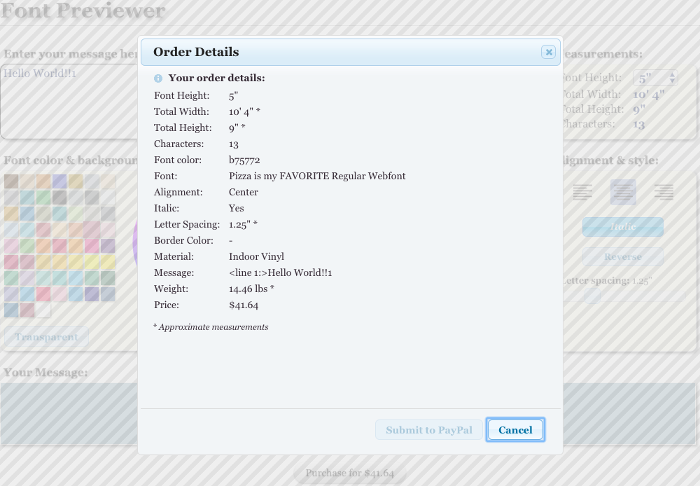 Font Previewer
Order Details
Enter your message her
Hello World!!1
easurements:
Font Height: 5"
Total Width: 10' 4"
Total Height: 9"
Characters: 13
Your order details:
Font Height: 5"
Total Width: 10' 4" *
Total Height: 9" *
Characters: 13
Font color: b75772
Font: Pizza is my FAVORITE Regular Webfont
Alignment: Center
Italic: Yes
Letter Spacing: 1.25" *
Border Color: -
Material: Indoor Vinyl
Message: <line 1:>Hello World!!1
Weight: 14.46 lbs *
Price: $41.64
* Approximate measurements
Font color & backgroun
lignment & style:
Italic
Reverse
Letter spacing: 1.25"
Transparent
Your Message:
Submit to PayPal
Cancel
Purchase for $41.64